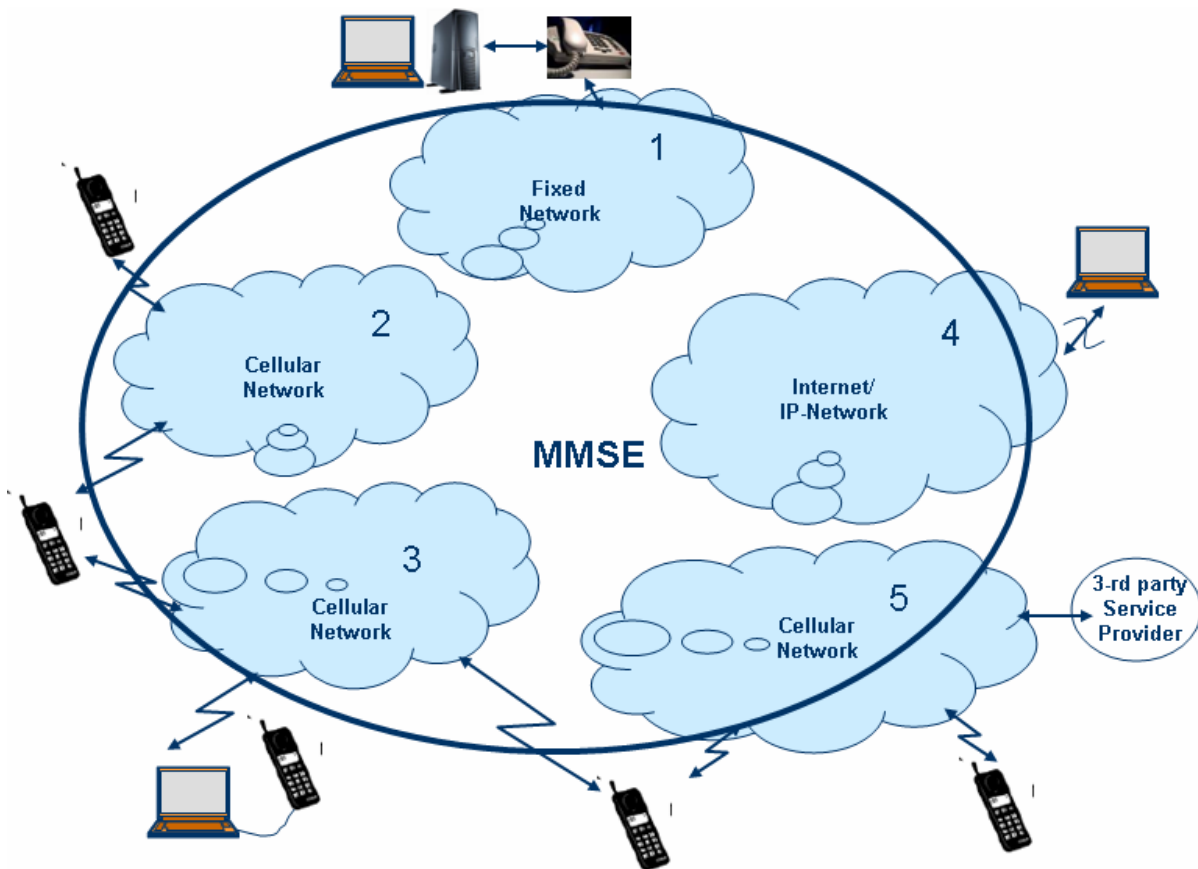 1
Fixed
Network
2
Cellular
Network
4
Internet/
IP-Network
MMSE
3
Cellular
Network
5
Cellular
Network
3-rd party
Service
Provider